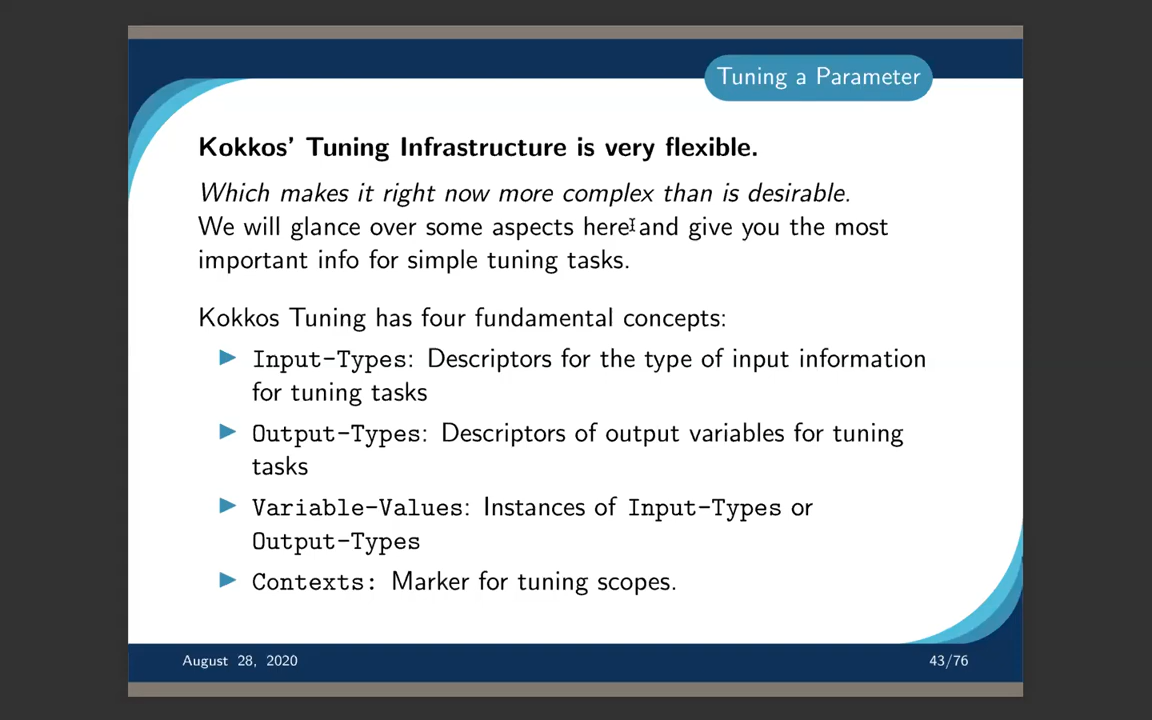 Tuning a Parameter
Kokkos’ Tuning Infrastructure is very flexible.
Which makes it right now more complex than is desirable.
We will glance over some aspects here and give you the most
important info for simple tuning tasks.
Kokkos Tuning has four fundamental concepts:
▶ Input-Types: Descriptors for the type of input information
for tuning tasks
▶ Output-Types: Descriptors of output variables for tuning
tasks
▶ Variable-Values: Instances of Input-Types or
Output-Types
▶ Contexts: Marker for tuning scopes.
August 28, 2020
43/76